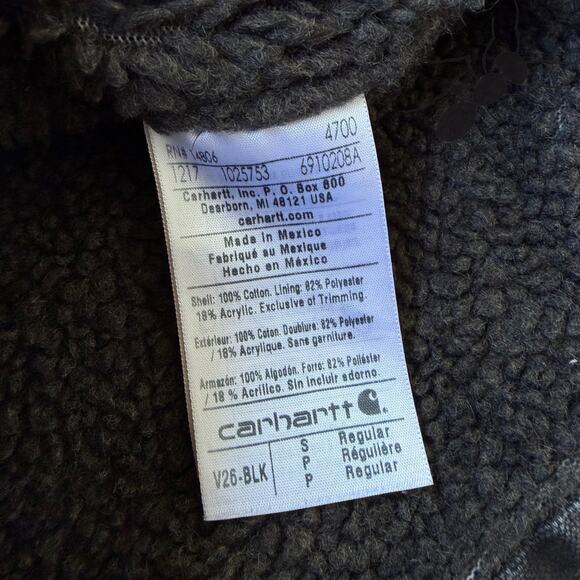 RN# 14806 4700
1217 1025753 6910208A
Carhartt, Inc. P. O. Box 600
Dearborn, MI 48121 USA
carhartt.com
Made in Mexico
Fabriqué au Mexique
Hecho en México
Shell: 100% Cotton. Lining: 82% Polyester
18% Acrylic. Exclusive of Trimming.
Extérieur: 100% Coton. Doublure: 82% Polyester
/ 18% Acrylique. Sans garniture.
Armazón: 100% Algodón. Forro: 82% Poliéster
/ 18 % Acrílico. Sin incluir adorno.
carhartt
V26-BLK S Regular
P Régulière
P Regular